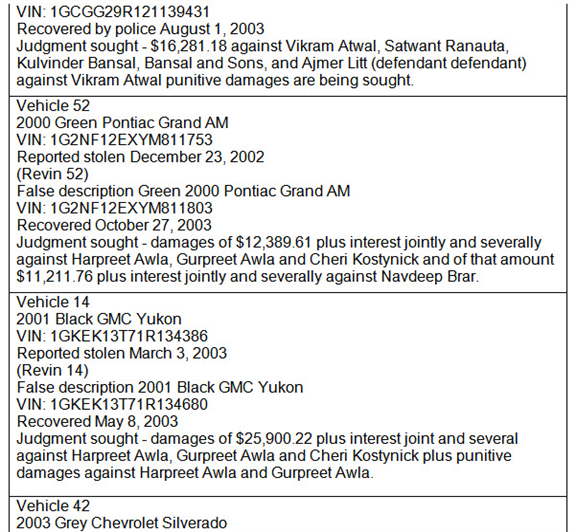 VIN: 1GCGG29R121139431
Recovered by police August 1, 2003
Judgment sought - $16,281.18 against Vikram Atwal, Satwant Ranauta,
Kulvinder Bansal, Bansal and Sons, and Ajmer Litt (defendant defendant)
against Vikram Atwal punitive damages are being sought.
Vehicle 52
2000 Green Pontiac Grand AM
VIN: 1G2NF12EXYM811753
Reported stolen December 23, 2002
(Revin 52)
False description Green 2000 Pontiac Grand AM
VIN: 1G2NF12EXYM811803
Recovered October 27, 2003
Judgment sought - damages of $12,389.61 plus interest jointly and severally
against Harpreet Awla, Gurpreet Awla and Cheri Kostynick and of that amount
$11,211.76 plus interest jointly and severally against Navdeep Brar.
Vehicle 14
2001 Black GMC Yukon
VIN: 1GKEK13T71R134386
Reported stolen March 3, 2003
(Revin 14)
False description 2001 Black GMC Yukon
VIN: 1GKEK13T71R134680
Recovered May 8, 2003
Judgment sought - damages of $25,900.22 plus interest joint and several
against Harpreet Awla, Gurpreet Awla and Cheri Kostynick plus punitive
damages against Harpreet Awla and Gurpreet Awla.
Vehicle 42
2003 Grey Chevrolet Silverado